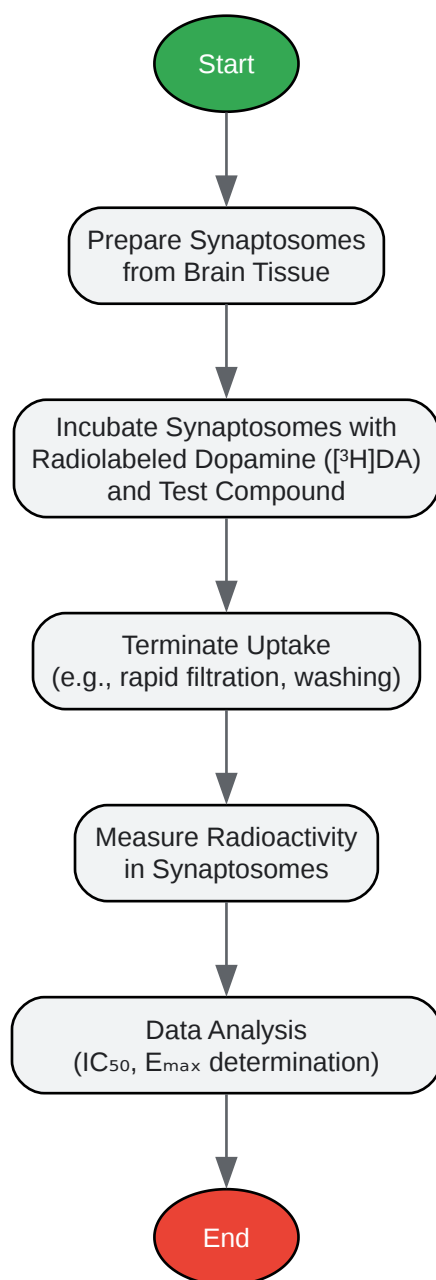 Start
Prepare Synaptosomes
from Brain Tissue
Incubate Synaptosomes with
Radiolabeled Dopamine ([³H]DA)
and Test Compound
Terminate Uptake
(e.g., rapid filtration, washing)
Measure Radioactivity
in Synaptosomes
Data Analysis
(IC₅₀, Eₘₐₓ determination)
End